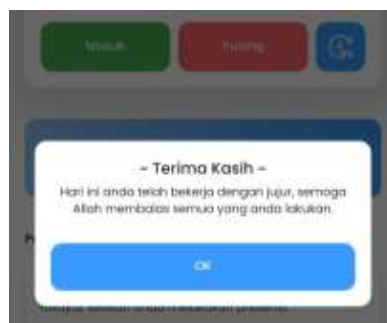 Masuk
Pulang
~ Terima Kasih ~
Hari ini anda telah bekerja dengan jujur, semoga
Allah membalas semua yang anda lakukan.
OK